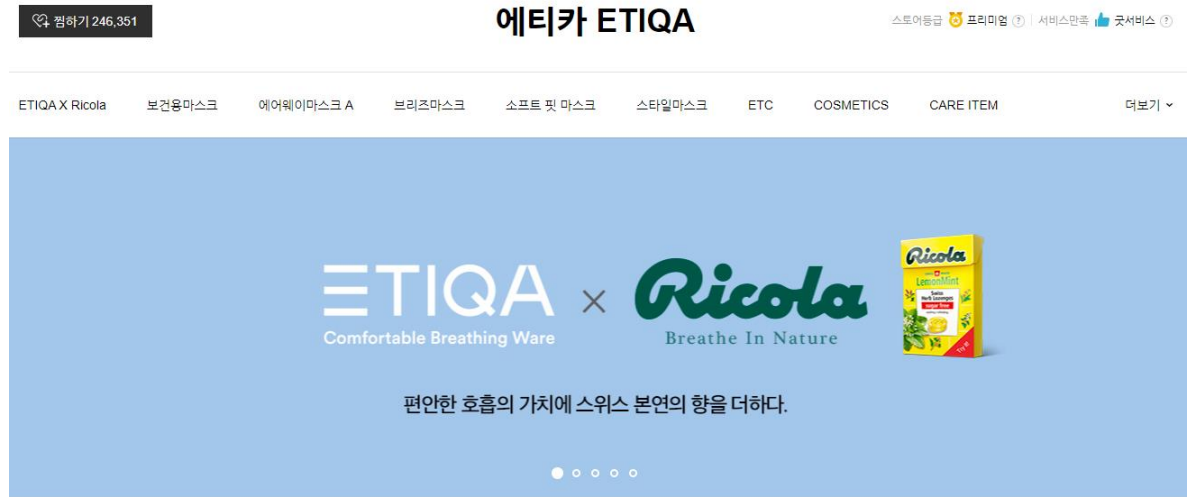 찜하기 246,351
에티카 ETIQA
스토어등급 프리미엄 ? 서비스만족 굿서비스 ?
ETIQA X Ricola 보건용마스크 에어웨이마스크 A 브리즈마스크 소프트 핏 마스크 스타일마스크 ETC COSMETICS CARE ITEM 더보기
ETIQA × Ricola
Comfortable Breathing Ware Breathe In Nature
Ricola
LemonMint
Swiss
Herb Lozenges
sugar free
편안한 호흡의 가치에 스위스 본연의 향을 더하다.